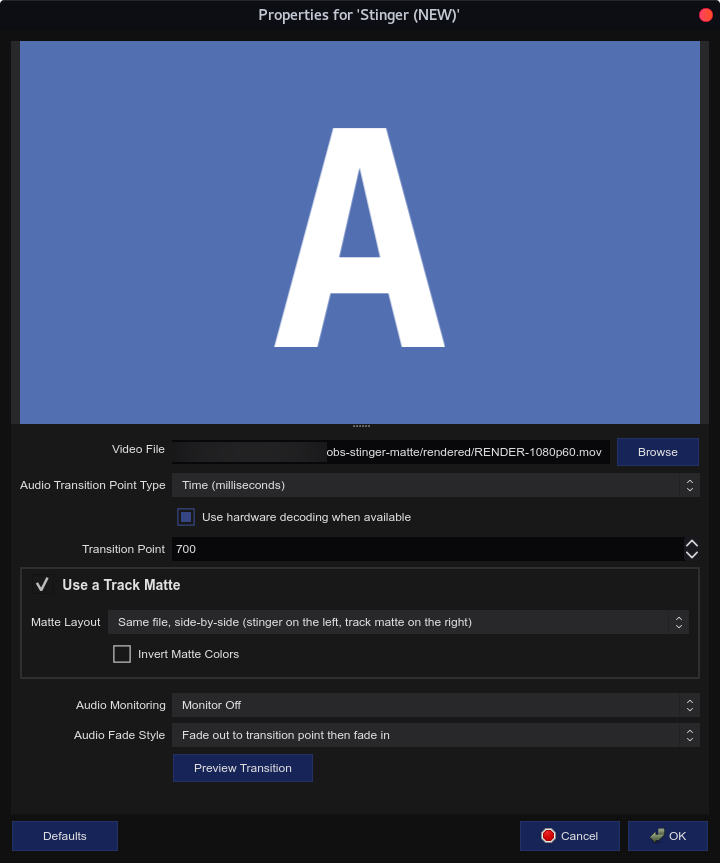 Properties for 'Stinger (NEW)'
A
Video File obs-stinger-matte/rendered/RENDER-1080p60.mov Browse
Audio Transition Point Type Time (milliseconds)
Use hardware decoding when available
Transition Point 700
Use a Track Matte
Matte Layout Same file, side-by-side (stinger on the left, track matte on the right)
Invert Matte Colors
Audio Monitoring Monitor Off
Audio Fade Style Fade out to transition point then fade in
Preview Transition
Defaults Cancel OK